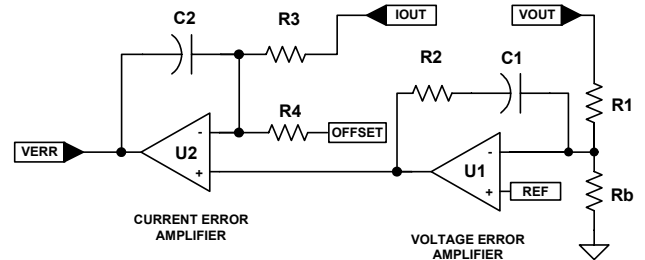 C2
R3
IOUT
VOUT
R2
C1
R1
R4
OFFSET
VERR
-
U2
+
-
U1
+
REF
Rb
CURRENT ERROR
AMPLIFIER
VOLTAGE ERROR
AMPLIFIER